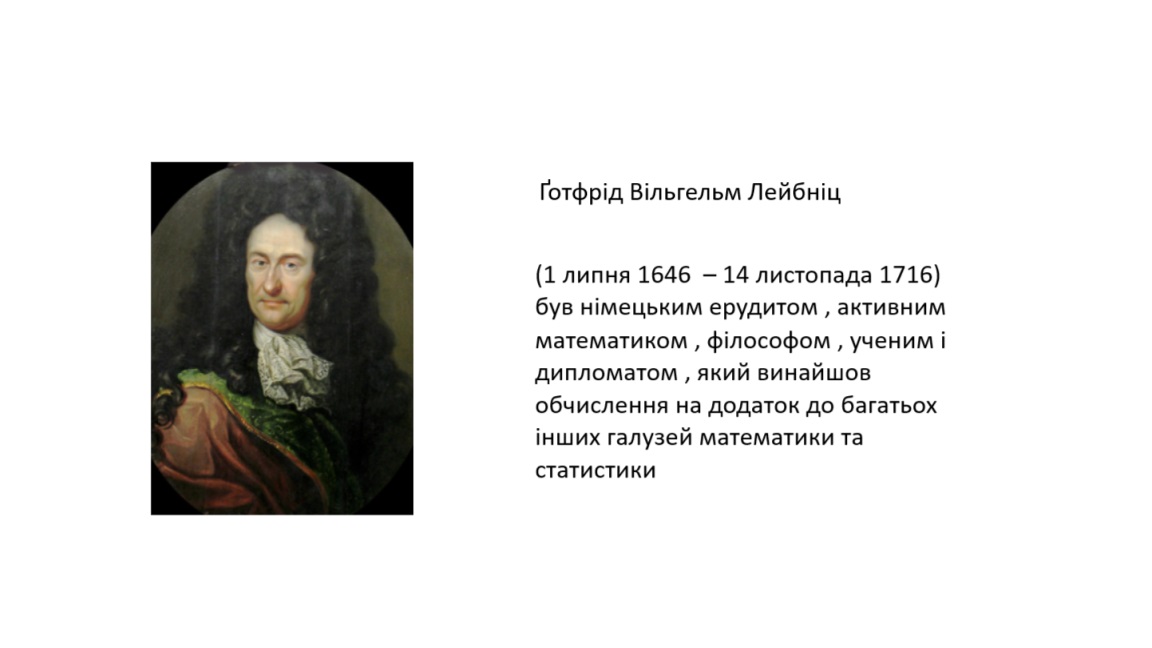 Ґотфрід Вільгельм Лейбніц
(1 липня 1646 – 14 листопада 1716)
був німецьким ерудитом , активним
математиком , філософом , ученим і
дипломатом , який винайшов
обчислення на додаток до багатьох
інших галузей математики та
статистики